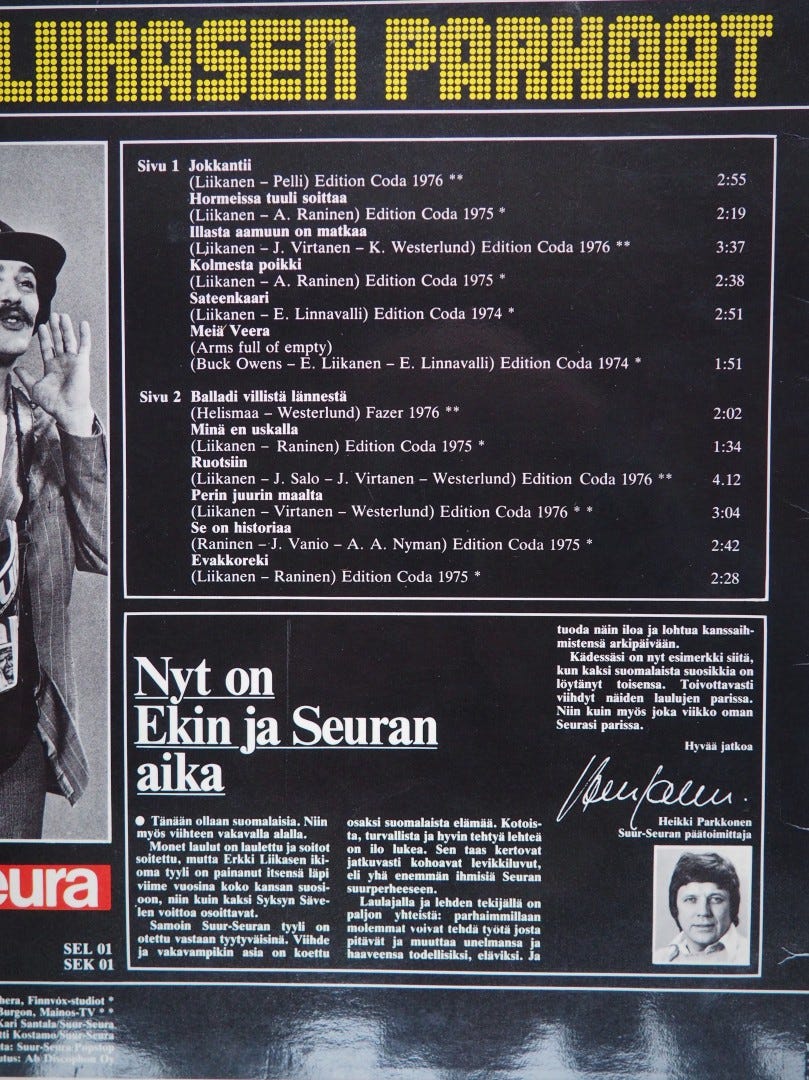 LIIKASEN PARHAAT
Sivu 1 Jokkantii
(Liikanen – Pelli) Edition Coda 1976 ** 2:55
Hormeissa tuuli soittaa
(Liikanen – A. Raninen) Edition Coda 1975 * 2:19
Illasta aamuun on matkaa
(Liikanen – J. Virtanen – K. Westerlund) Edition Coda 1976 ** 3:37
Kolmesta poikki
(Liikanen – A. Raninen) Edition Coda 1975 * 2:38
Sateenkaari
(Liikanen – E. Linnavalli) Edition Coda 1974 * 2:51
Meiä Veera
(Arms full of empty)
(Buck Owens – E. Liikanen – E. Linnavalli) Edition Coda 1974 * 1:51
Sivu 2 Balladi villistä lännestä
(Helismaa – Westerlund) Fazer 1976 ** 2:02
Minä en uskalla
(Liikanen – Raninen) Edition Coda 1975 * 1:34
Ruotsiin
(Liikanen – J. Salo – J. Virtanen – Westerlund) Edition Coda 1976 ** 4.12
Perin juurin maalta
(Liikanen – Virtanen – Westerlund) Edition Coda 1976 * * 3:04
Se on historiaa
(Raninen – J. Vanio – A. A. Nyman) Edition Coda 1975 * 2:42
Evakkoreki
(Liikanen – Raninen) Edition Coda 1975 * 2:28
Nyt on
Ekin ja Seuran
aika
● Tänään ollaan suomalaisia. Niin
myös viihteen vakavalla alalla.
Monet laulut on laulettu ja soitot
soitettu, mutta Erkki Liikasen iki-
oma tyyli on painanut itsensä läpi
viime vuosina koko kansan suosi-
oon, niin kuin kaksi Syksyn Säve-
len voittoa osoittavat.
Samoin Suur-Seuran tyyli on
otettu vastaan tyytyväisinä. Viihde
ja vakavampikin asia on koettu
osaksi suomalaista elämää. Kotois-
ta, turvallista ja hyvin tehtyä lehteä
on ilo lukea. Sen taas kertovat
jatkuvasti kohoavat levikkiluvut,
eli yhä enemmän ihmisiä Seuran
suurperheeseen.
Laulajalla ja lehden tekijällä on
paljon yhteistä: parhaimmillaan
molemmat voivat tehdä työtä josta
pitävät ja muuttaa unelmansa ja
haaveensa todellisiksi, eläviksi. Ja
tuoda näin iloa ja lohtua kanssaih-
mistensä arkipäivään.
Kädessäsi on nyt esimerkki siitä,
kun kaksi suomalaista suosikkia on
löytänyt toisensa. Toivottavasti
viihdyt näiden laulujen parissa.
Niin kuin myös joka viikko oman
Seurasi parissa.
Hyvää jatkoa
Heikki Parkkonen
Suur-Seuran päätoimittaja
eura
SEL 01
SEK 01
hera, Finnvox-studiot *
Burgon, Mainos-TV * *
Kari Santala/Suur-Seura
tti Kostamo/Suur-Seura
ta: Suur-Seura Popstop
utus: Ab Discophon Oy